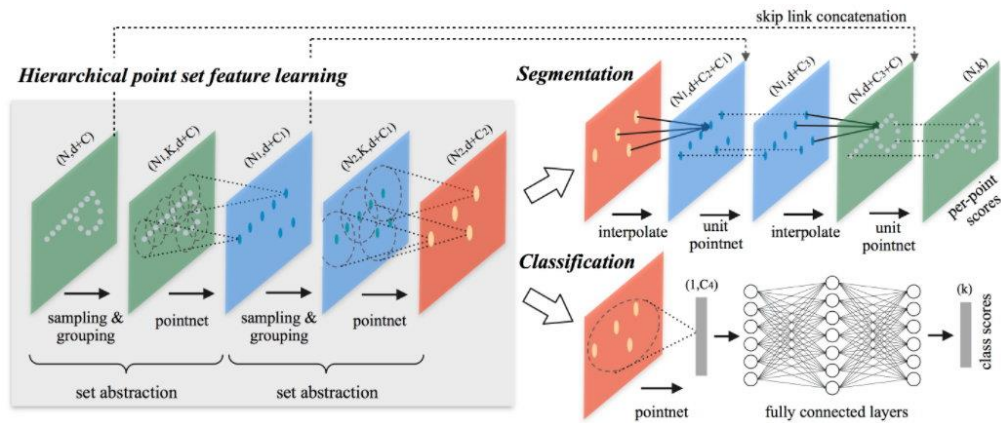 skip link concatenation
Hierarchical point set feature learning
(N,d+C)
(N1,K,d+C)
(N1,d+C1)
(N2,K,d+C1)
(N2,d+C2)
sampling &
grouping
pointnet
sampling &
grouping
pointnet
set abstraction
set abstraction
Segmentation
(N1,d+C2+C1)
(N1,d+C3)
(N,d+C3+C)
(N,k)
per-point
scores
interpolate
unit
pointnet
interpolate
unit
pointnet
Classification
(1,C4)
(k)
class scores
pointnet
fully connected layers